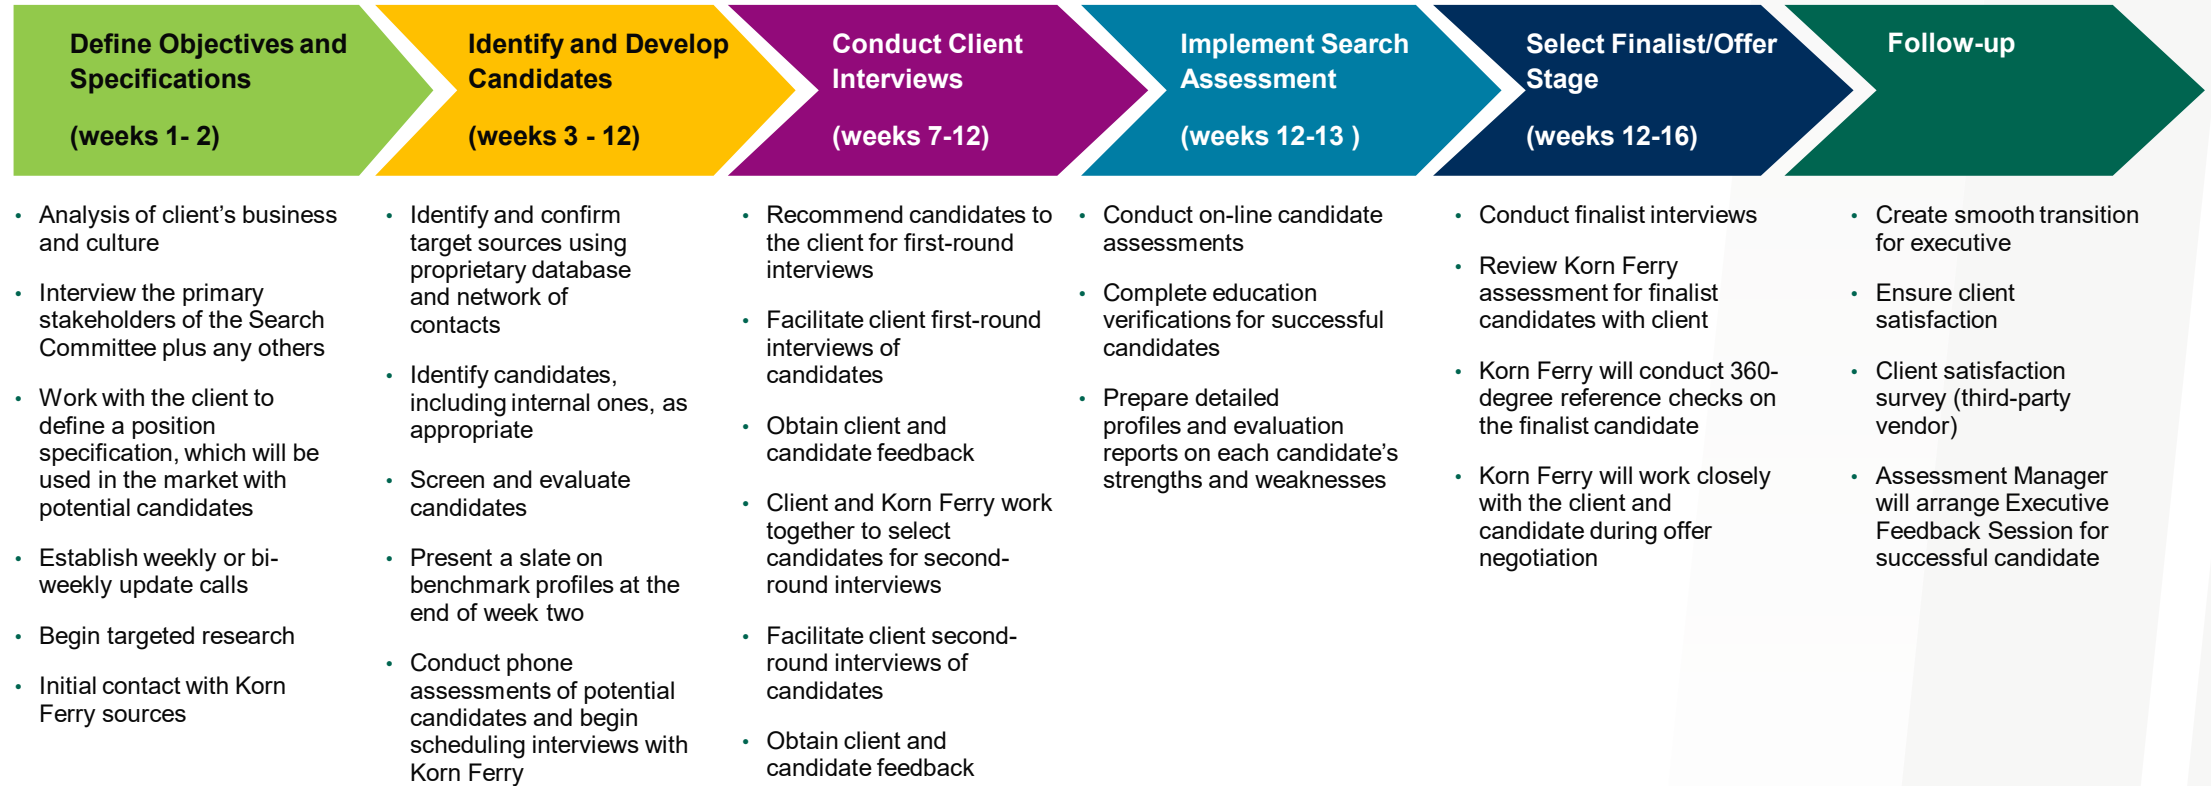 Define Objectives and
Specifications
(weeks 1- 2)
• Analysis of client’s business
and culture
• Interview the primary
stakeholders of the Search
Committee plus any others
• Work with the client to
define a position
specification, which will be
used in the market with
potential candidates
• Establish weekly or bi-
weekly update calls
• Begin targeted research
• Initial contact with Korn
Ferry sources
Identify and Develop
Candidates
(weeks 3 - 12)
• Identify and confirm
target sources using
proprietary database
and network of
contacts
• Identify candidates,
including internal ones, as
appropriate
• Screen and evaluate
candidates
• Present a slate on
benchmark profiles at the
end of week two
• Conduct phone
assessments of potential
candidates and begin
scheduling interviews with
Korn Ferry
Conduct Client
Interviews
(weeks 7-12)
• Recommend candidates to
the client for first-round
interviews
• Facilitate client first-round
interviews of
candidates
• Obtain client and
candidate feedback
• Client and Korn Ferry work
together to select
candidates for second-
round interviews
• Facilitate client second-
round interviews of
candidates
• Obtain client and
candidate feedback
Implement Search
Assessment
(weeks 12-13 )
• Conduct on-line candidate
assessments
• Complete education
verifications for successful
candidates
• Prepare detailed
profiles and evaluation
reports on each candidate’s
strengths and weaknesses
Select Finalist/Offer
Stage
(weeks 12-16)
• Conduct finalist interviews
• Review Korn Ferry
assessment for finalist
candidates with client
• Korn Ferry will conduct 360-
degree reference checks on
the finalist candidate
• Korn Ferry will work closely
with the client and
candidate during offer
negotiation
Follow-up
• Create smooth transition
for executive
• Ensure client
satisfaction
• Client satisfaction
survey (third-party
vendor)
• Assessment Manager
will arrange Executive
Feedback Session for
successful candidate